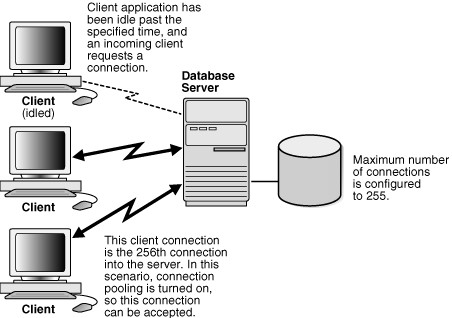 Client application has
been idle past the
specified time, and
an incoming client
requests a
connection.
Database
Server
Client
(idled)
Client
Maximum number
of connections
is configured
to 255.
This client connection
is the 256th connection
into the server. In this
scenario, connection
pooling is turned on,
so this connection
can be accepted.
Client